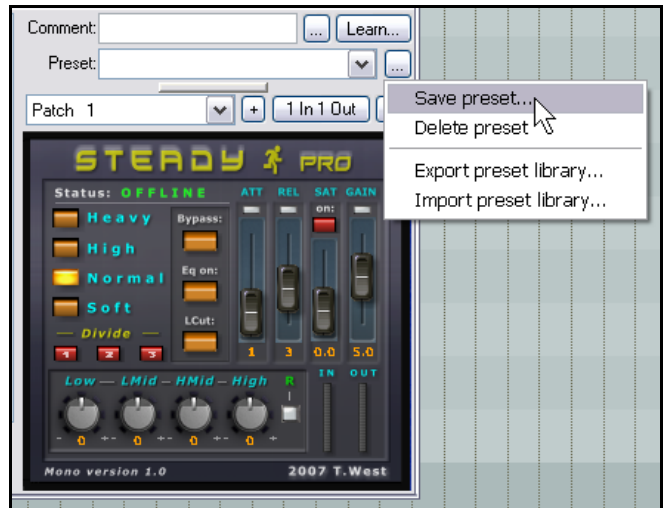 Comment: ... Learn...
Preset: ...
Save preset...
Delete preset
Export preset library...
Import preset library...
Patch 1 + 1 In 1 Out
STEADY PRO
Status: OFFLINE ATT REL SAT GAIN
on:
Heavy Bypass:
High
Normal Eq on:
Soft
LCut:
Divide
1 2 3 1 3 0.0 5.0
Low LMid HMid High R IN OUT
- 0 + - 0 + - 0 + - 0 +
Mono version 1.0 2007 T.West